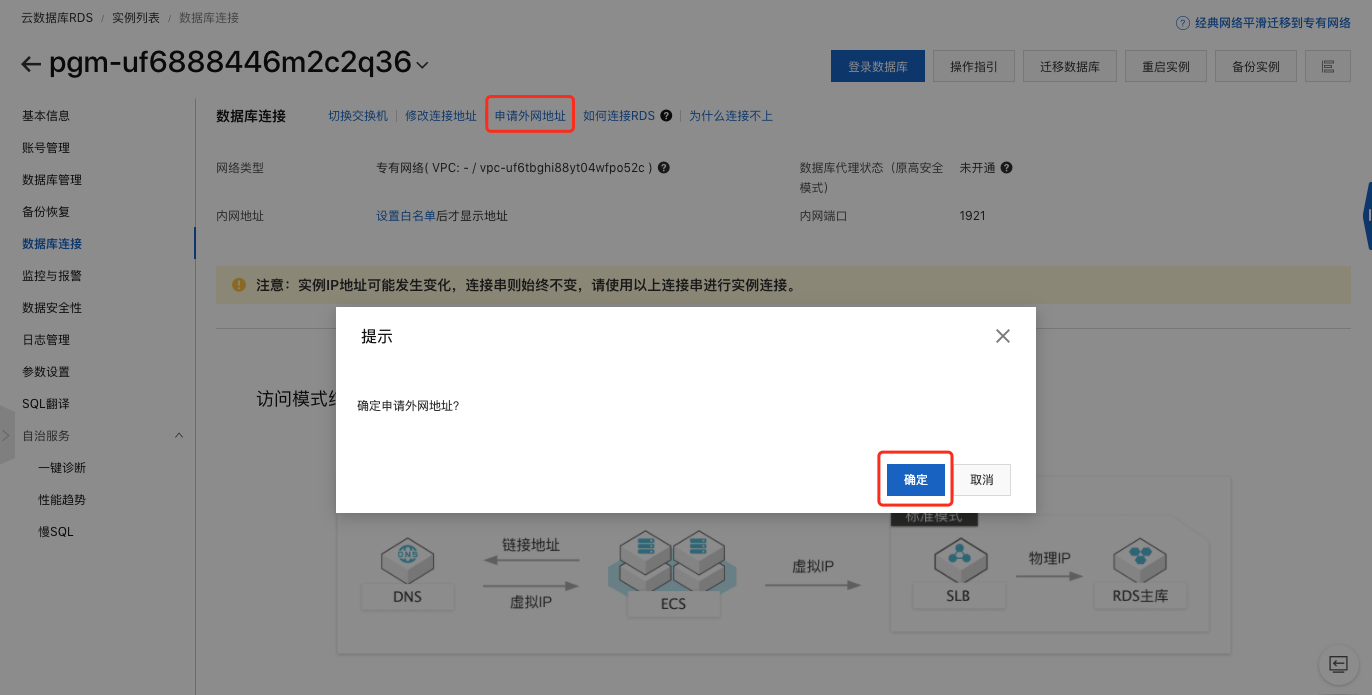 云数据库RDS / 实例列表 / 数据库连接
经典网络平滑迁移到专有网络
pgm-uf6888446m2c2q36
登录数据库 操作指引 迁移数据库 重启实例 备份实例
基本信息
账号管理
数据库管理
备份恢复
数据库连接
监控与报警
数据安全性
日志管理
参数设置
SQL翻译
自治服务
一键诊断
性能趋势
慢SQL
数据库连接 切换交换机 修改连接地址 申请外网地址 如何连接RDS 为什么连接不上
网络类型 专有网络( VPC: - / vpc-uf6tbghi88yt04wfpo52c )
数据库代理状态（原高安全
模式） 未开通
内网地址 设置白名单后才显示地址
内网端口 1921
注意：实例IP地址可能发生变化，连接串则始终不变，请使用以上连接串进行实例连接。
提示
确定申请外网地址?
确定 取消
访问模式
标准模式
DNS
DNS
链接地址
虚拟IP
ECS
虚拟IP
SLB
物理IP
RDS主库